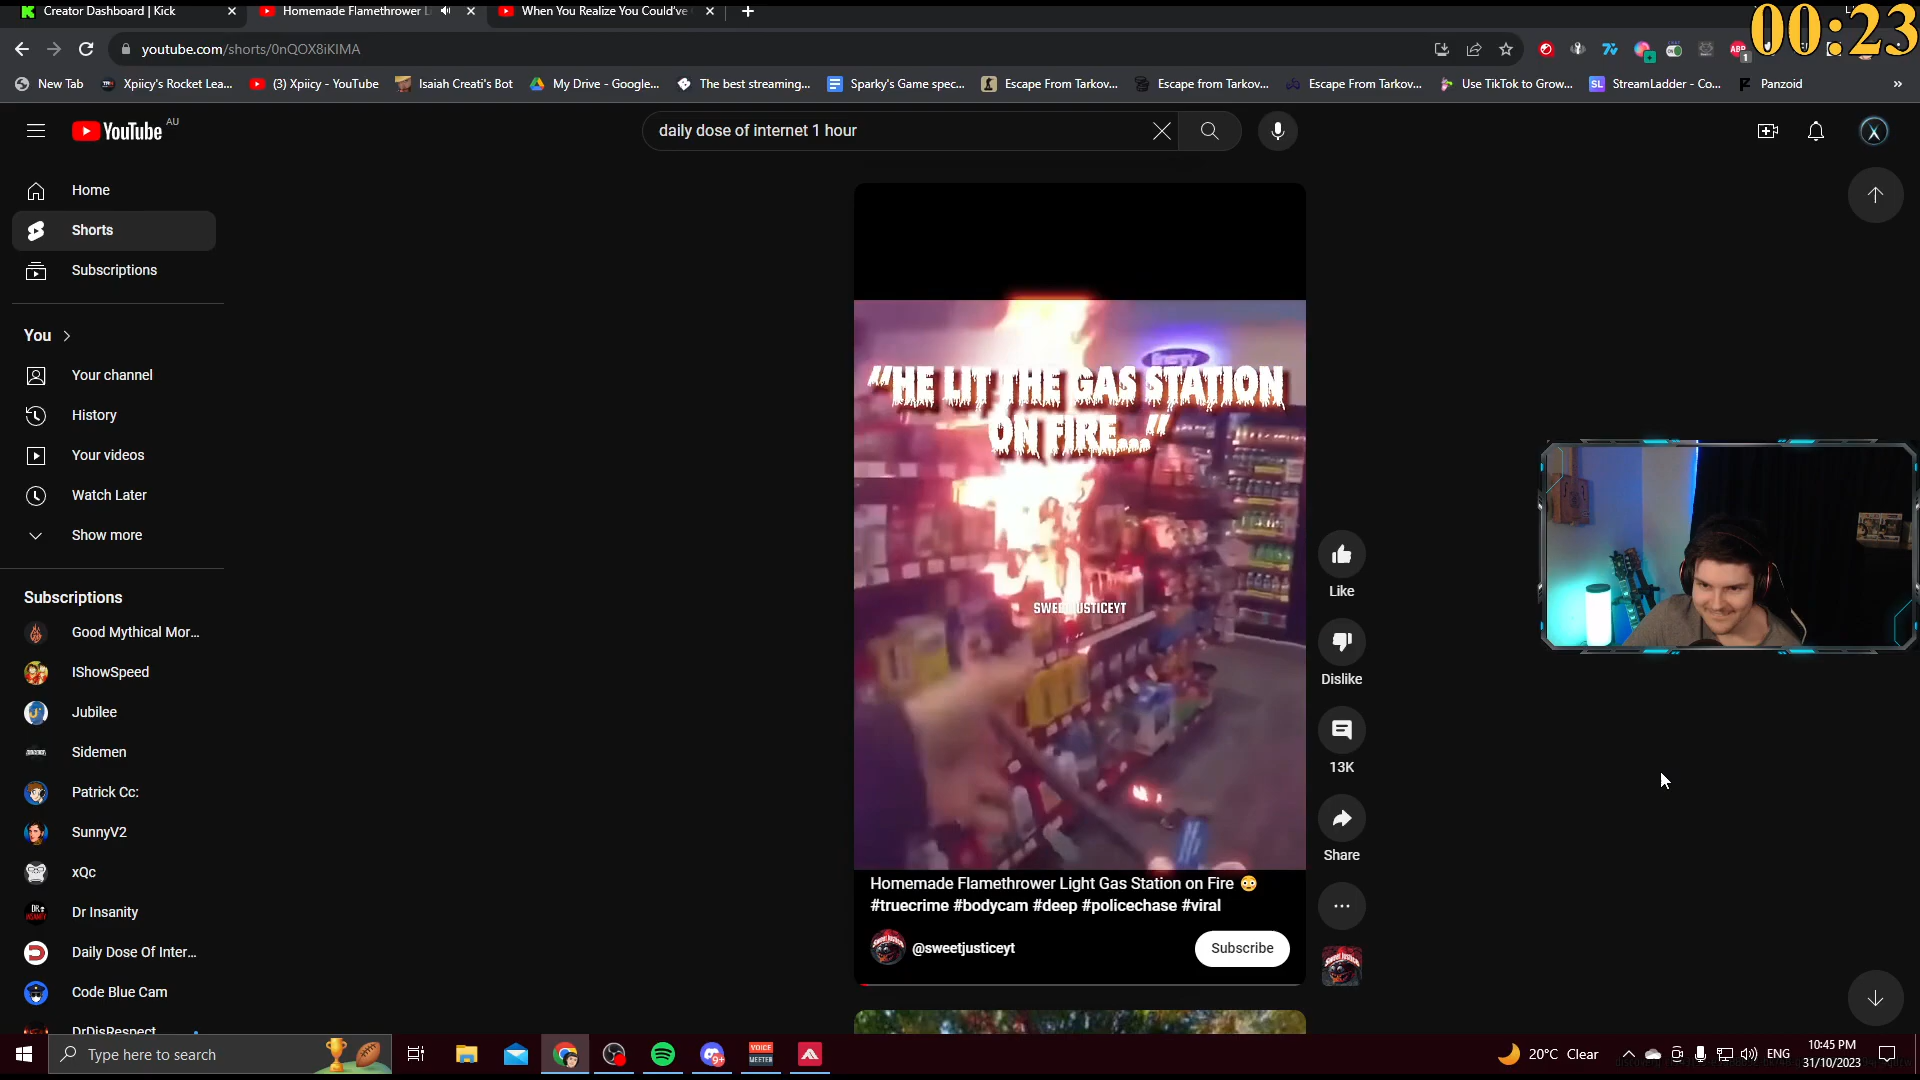 Creator Dashboard | Kick
Homemade Flamethrower L
When You Realize You Could've
00:23
youtube.com/shorts/0nQOX8iKIMA
New Tab
Xpiicy's Rocket Lea...
(3) Xpiicy - YouTube
Isaiah Creati's Bot
My Drive - Google...
The best streaming...
Sparky's Game spec...
Escape From Tarkov...
Escape from Tarkov...
Escape From Tarkov...
Use TikTok to Grow...
StreamLadder - Co...
Panzoid
YouTube AU
daily dose of internet 1 hour
Home
Shorts
Subscriptions
You
Your channel
History
Your videos
Watch Later
Show more
Subscriptions
Good Mythical Mor...
IShowSpeed
Jubilee
Sidemen
Patrick Cc:
SunnyV2
xQc
Dr Insanity
Daily Dose Of Inter...
Code Blue Cam
DrDisRespect
Energy
"HE LIT THE GAS STATION
ON FIRE..."
SWEETJUSTICEYT
Homemade Flamethrower Light Gas Station on Fire 😳
#truecrime #bodycam #deep #policechase #viral
@sweetjusticeyt
Subscribe
Like
Dislike
13K
Share
Type here to search
VOICE
MEETER
20°C Clear
ENG
10:45 PM
31/10/2023